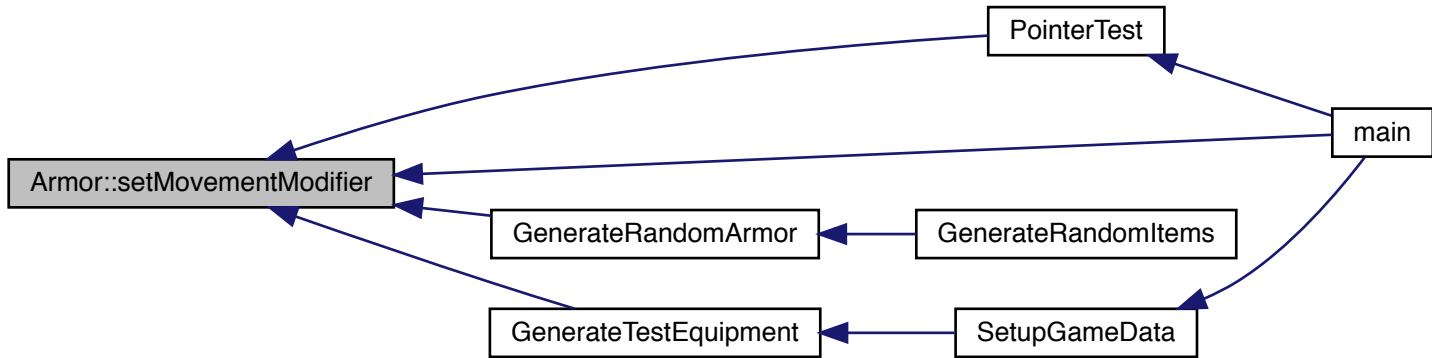 PointerTest
main
Armor::setMovementModifier
GenerateRandomArmor
GenerateRandomItems
GenerateTestEquipment
SetupGameData